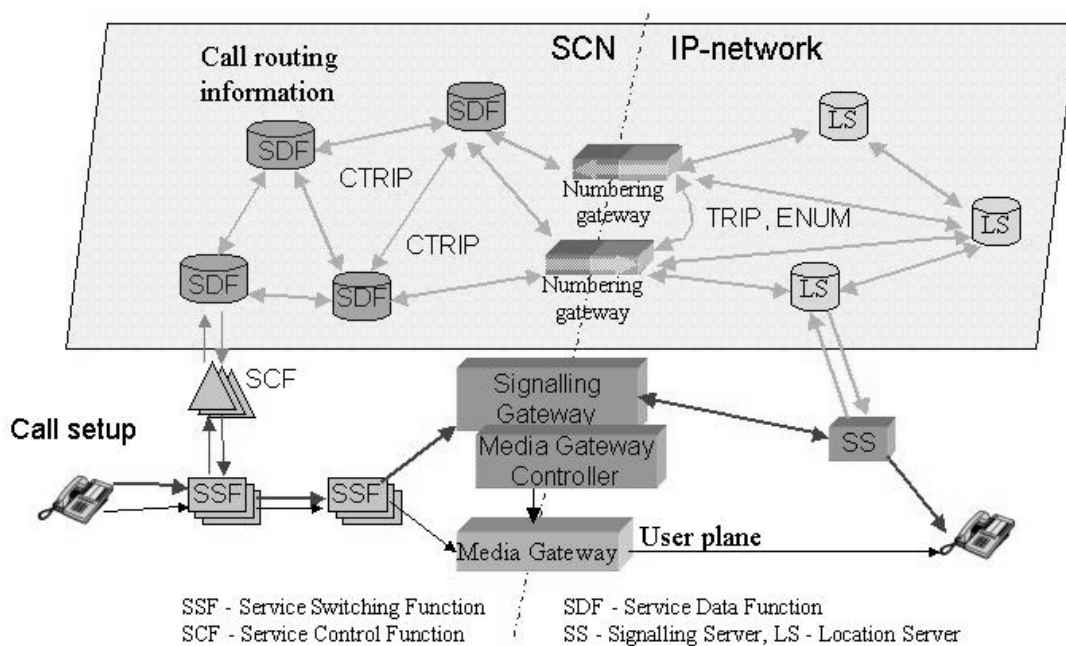 SCN
IP-network
Call routing
information
SDF
LS
SDF
CTRIP
Numbering
gateway
TRIP, ENUM
LS
CTRIP
SDF
SDF
Numbering
gateway
LS
SCF
Signalling
Gateway
Call setup
Media Gateway
Controller
SS
SSF
SSF
User plane
Media Gateway
SSF - Service Switching Function
SDF - Service Data Function
SCF - Service Control Function
SS - Signalling Server, LS - Location Server